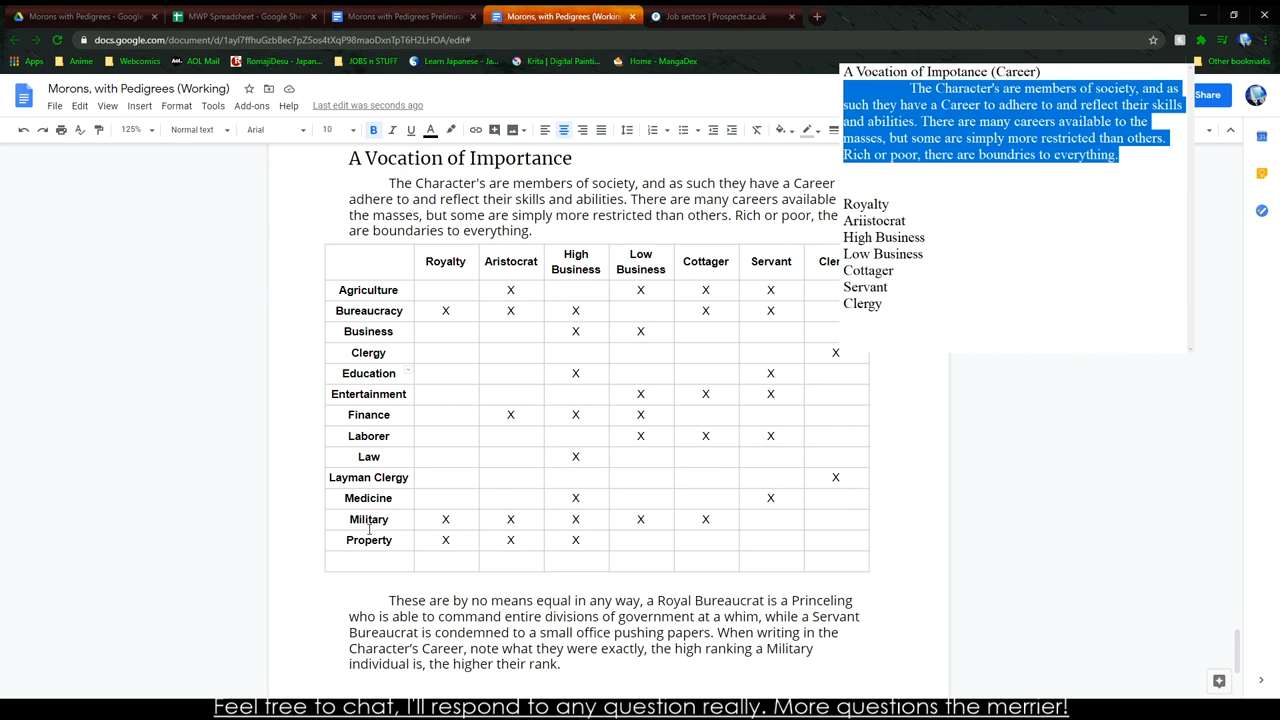 Morons with Pedigrees - Google
MWP Spreadsheet - Google She
Morons with Pedigrees Prelimina
Morons, with Pedigrees (Workin
Job sectors | Prospects.ac.uk
Apps
Anime
Webcomics
AOL Mail
RomajiDesu - Japan...
JOBS n STUFF
Learn Japanese - Ja...
Krita | Digital Painti...
Home - MangaDex
Other bookmarks
Morons, with Pedigrees (Working)
File Edit View Insert Format Tools Add-ons Help Last edit was seconds ago
Share
125% Normal text Arial 10
A Vocation of Impotance (Career)
The Character's are members of society, and as
such they have a Career to adhere to and reflect their skills
and abilities. There are many careers available to the
masses, but some are simply more restricted than others.
Rich or poor, there are boundries to everything.
Royalty
Ariistocrat
High Business
Low Business
Cottager
Servant
Clergy
A Vocation of Importance
The Character's are members of society, and as such they have a Career
adhere to and reflect their skills and abilities. There are many careers available
the masses, but some are simply more restricted than others. Rich or poor, the
are boundaries to everything.
Royalty Aristocrat High Business Low Business Cottager Servant Cler
Agriculture X X X X
Bureaucracy X X X X X
Business X X
Clergy X
Education X X
Entertainment X X X
Finance X X X
Laborer X X X
Law X
Layman Clergy X
Medicine X X
Military X X X X X
Property X X X
These are by no means equal in any way, a Royal Bureaucrat is a Princeling
who is able to command entire divisions of government at a whim, while a Servant
Bureaucrat is condemned to a small office pushing papers. When writing in the
Character's Career, note what they were exactly, the high ranking a Military
individual is, the higher their rank.
Feel free to chat, I'll respond to any question really. More questions the merrier!